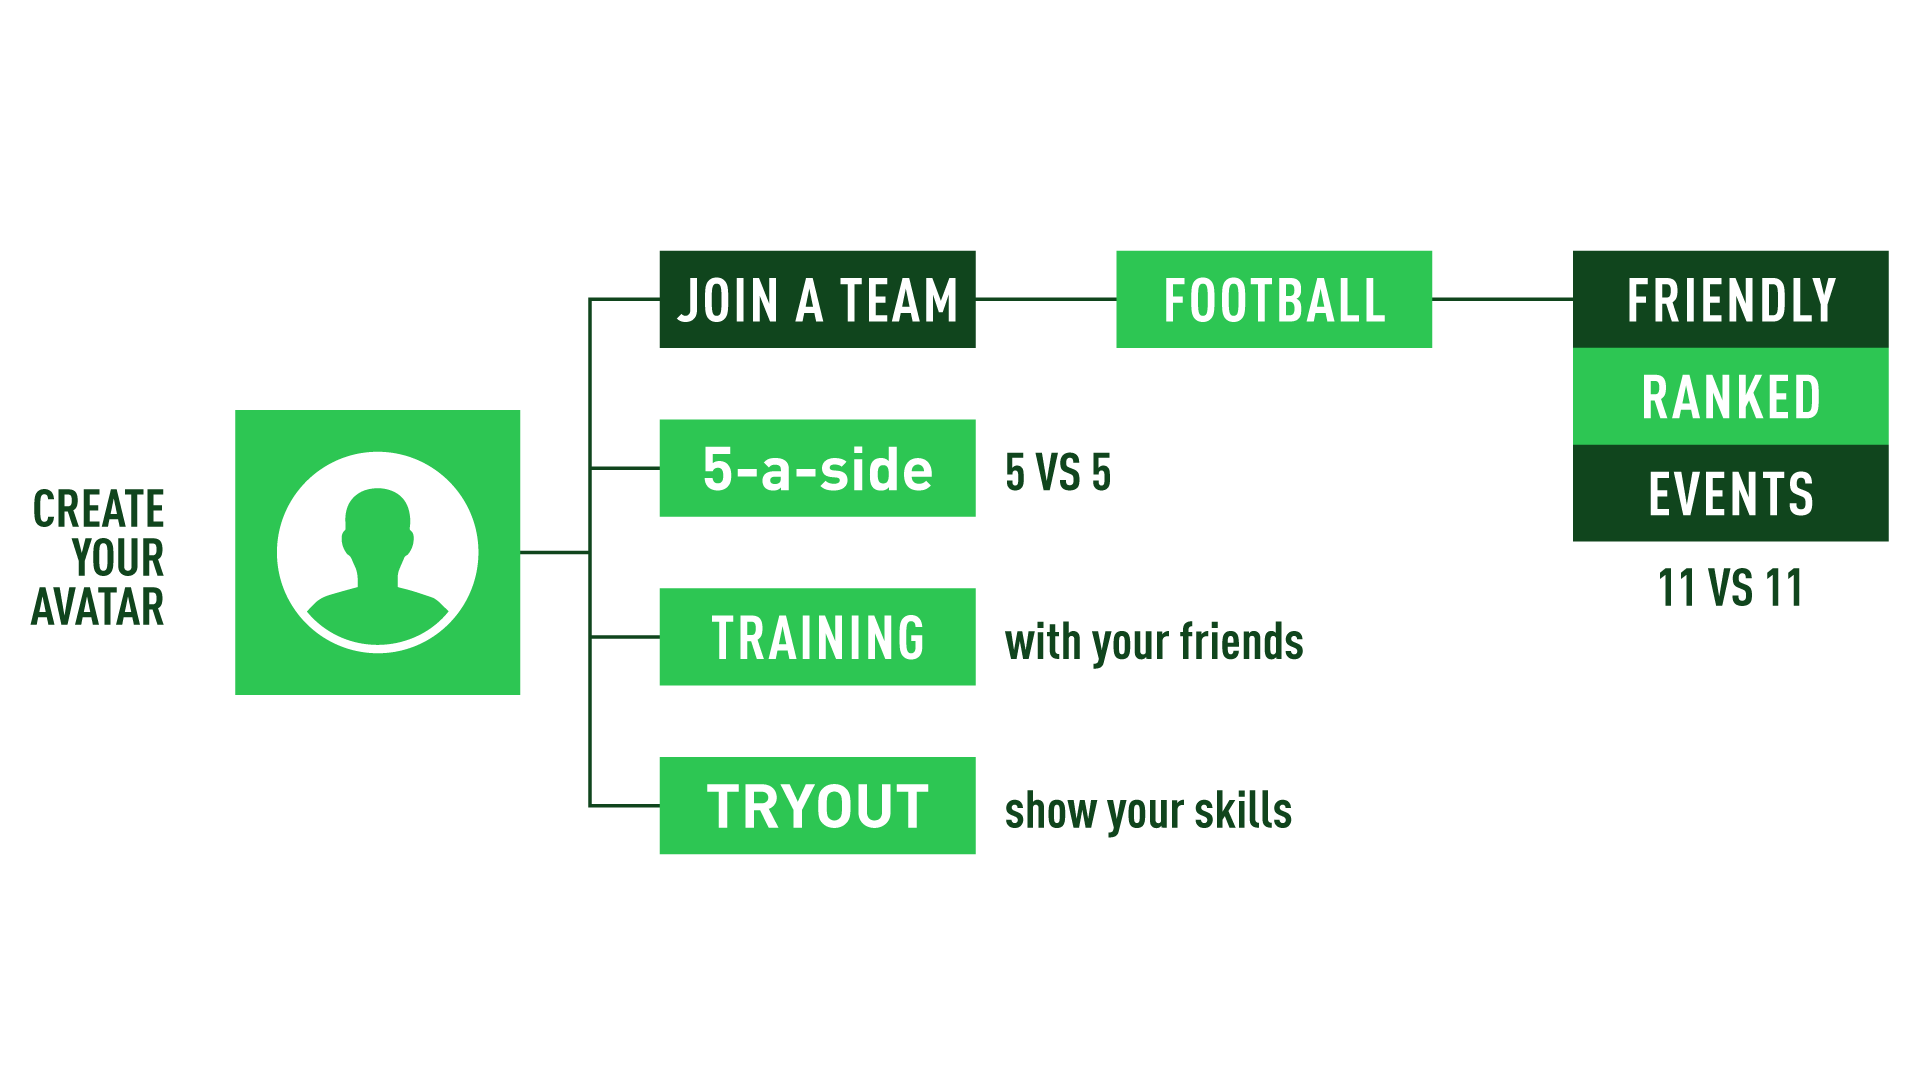 CREATE
YOUR
AVATAR
JOIN A TEAM
FOOTBALL
FRIENDLY
RANKED
EVENTS
11 VS 11
5-a-side
5 VS 5
TRAINING
with your friends
TRYOUT
show your skills